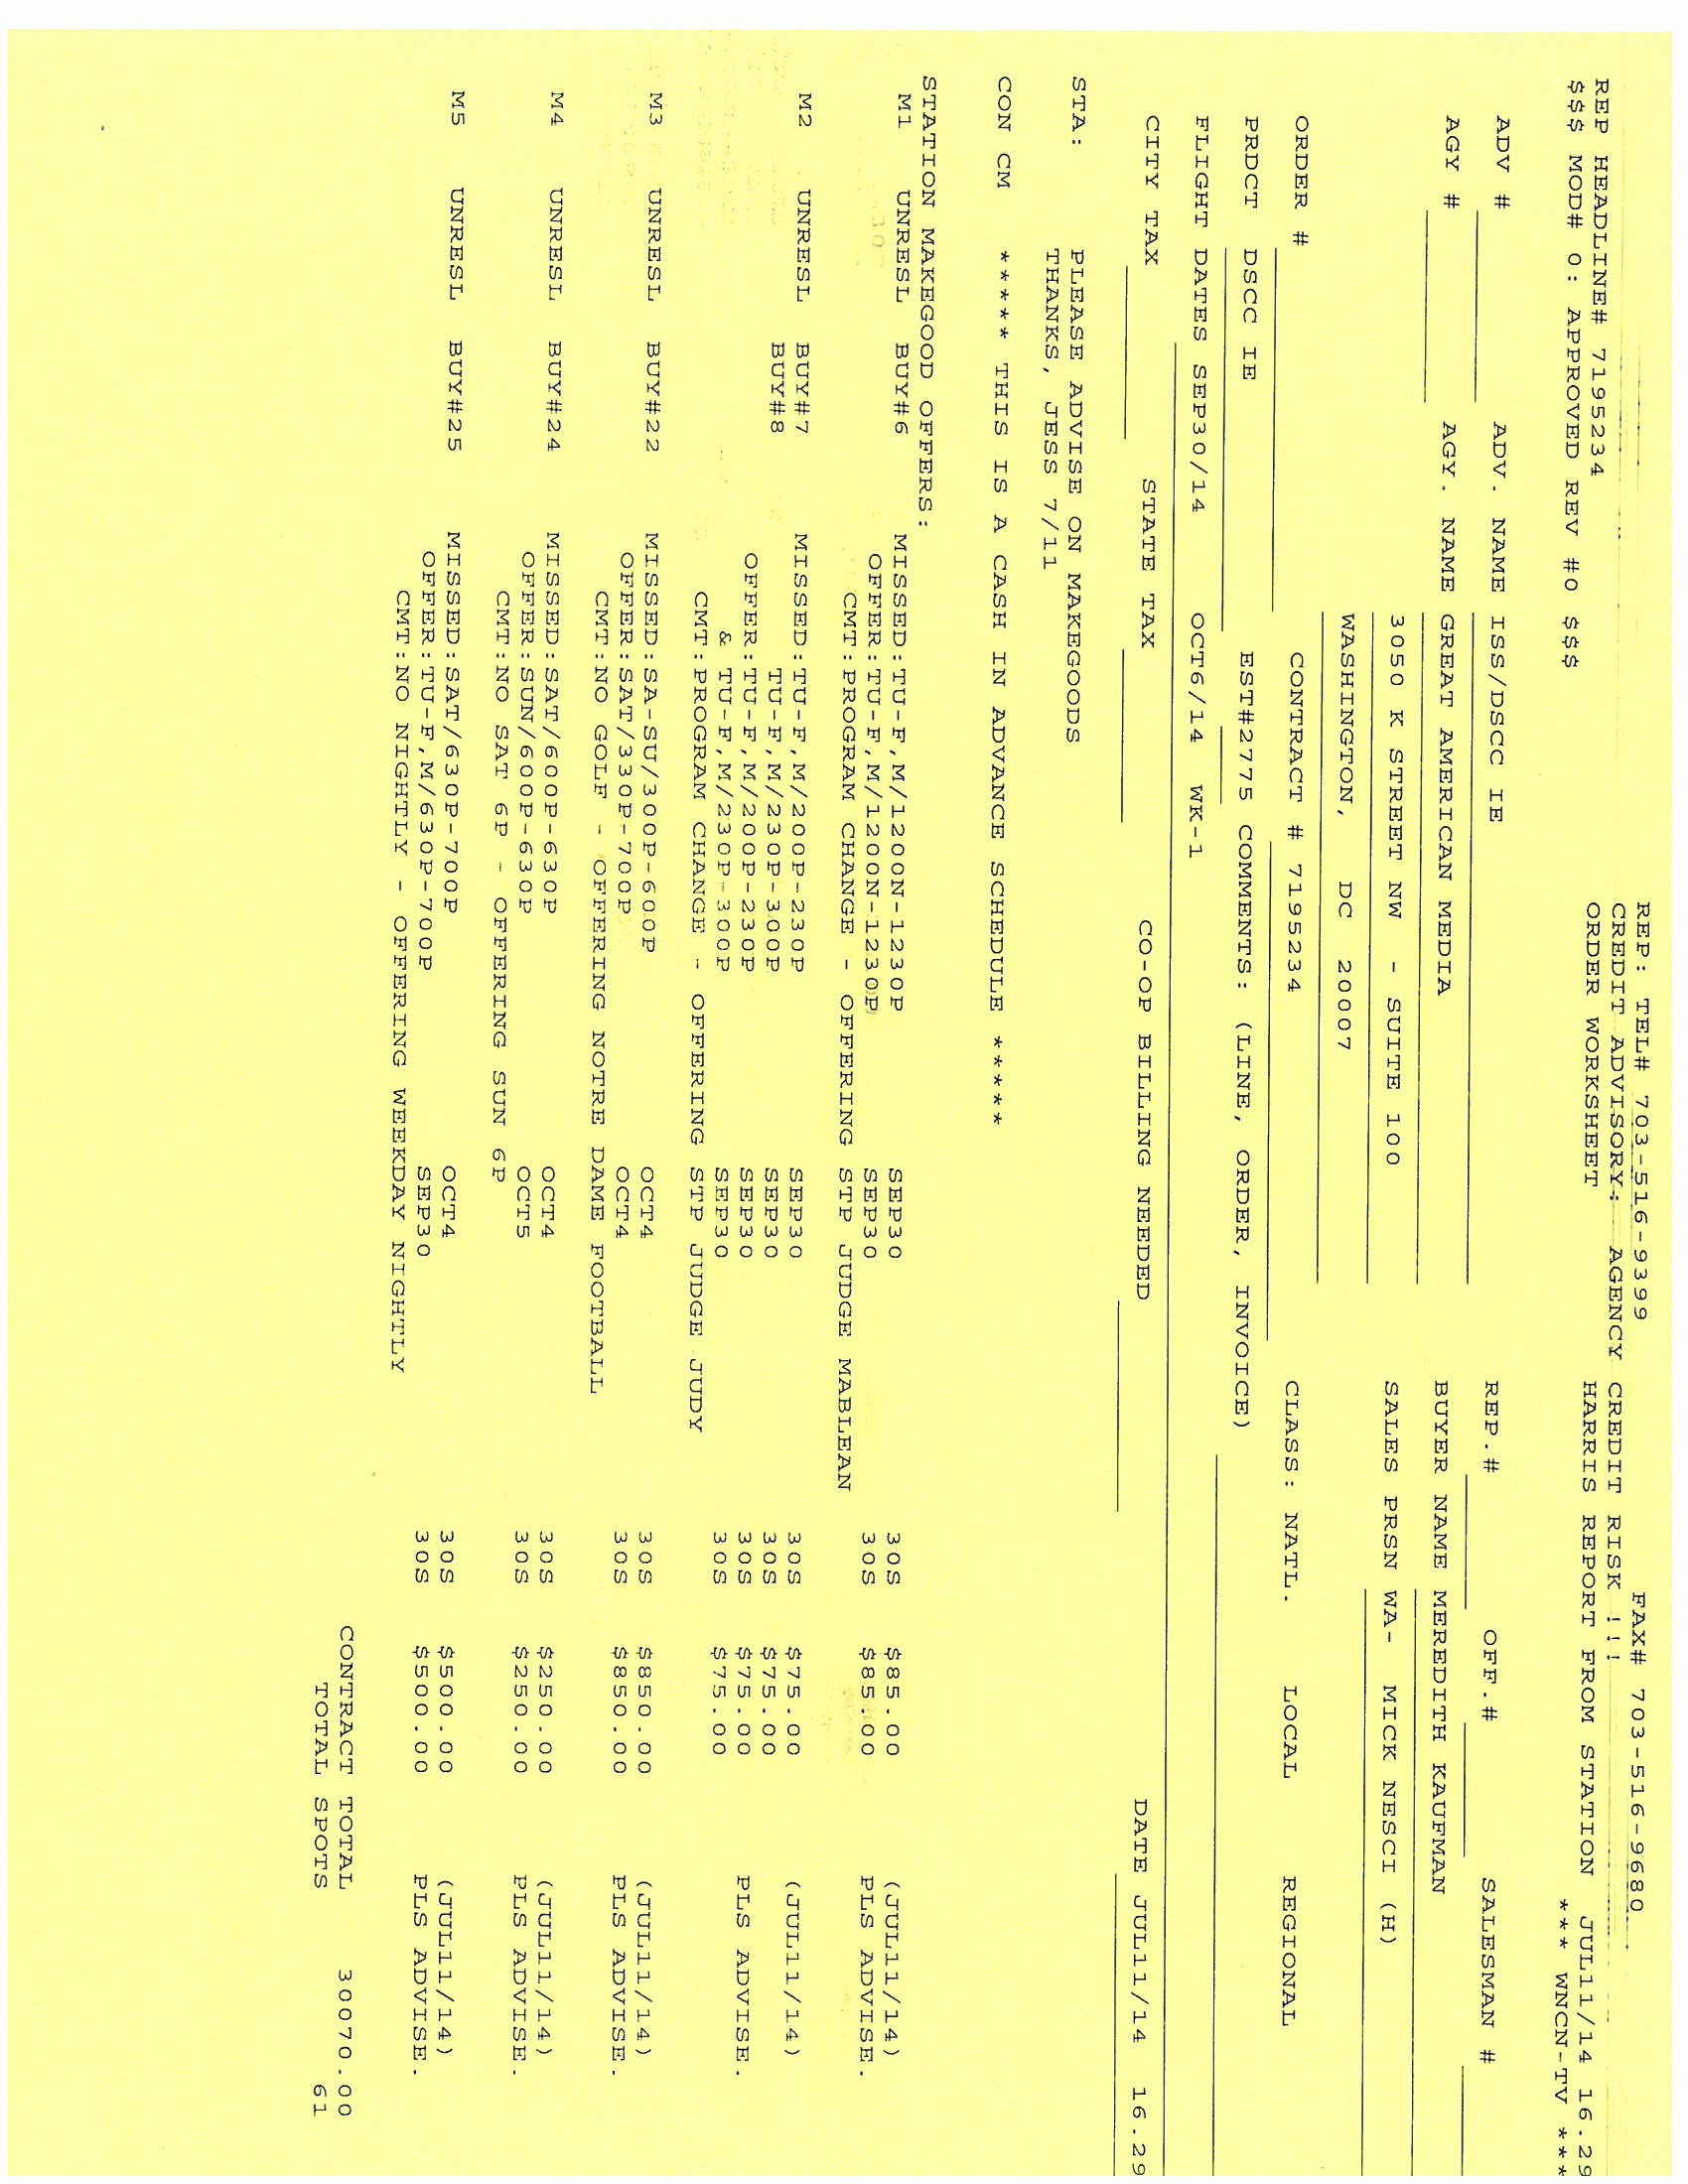 REP: TEL# 703-516-9399 FAX# 703-516-9680
CREDIT ADVISORY: AGENCY CREDIT RISK !!!
REP HEADLINE# 7195234 ORDER WORKSHEET HARRIS REPORT FROM STATION JUL11/14 16.29
$$$ MOD# 0: APPROVED REV #0 $$$ *** WNCN-TV ***
ADV # ADV. NAME ISS/DSCC IE REP.# OFF.# SALESMAN #
AGY # AGY. NAME GREAT AMERICAN MEDIA BUYER NAME MEREDITH KAUFMAN
3050 K STREET NW - SUITE 100 SALES PRSN WA- MICK NESCI (H)
WASHINGTON, DC 20007
ORDER # CONTRACT # 7195234 CLASS: NATL. LOCAL REGIONAL
PRDCT DSCC IE EST#2775 COMMENTS: (LINE, ORDER, INVOICE)
FLIGHT DATES SEP30/14 OCT6/14 WK-1
CITY TAX STATE TAX CO-OP BILLING NEEDED DATE JUL11/14 16.29
STA: PLEASE ADVISE ON MAKEGOODS
THANKS, JESS 7/11
CON CM ***** THIS IS A CASH IN ADVANCE SCHEDULE *****
STATION MAKEGOOD OFFERS:
M1 UNRESL BUY#6 MISSED:TU-F,M/1200N-1230P SEP30 30S $85.00 (JUL11/14)
OFFER:TU-F,M/1200N-1230P SEP30 30S $85.00 PLS ADVISE.
CMT:PROGRAM CHANGE - OFFERING STP JUDGE MABLEAN
M2 UNRESL BUY#7 MISSED:TU-F,M/200P-230P SEP30 30S $75.00 (JUL11/14)
BUY#8 TU-F,M/230P-300P SEP30 30S $75.00
OFFER:TU-F,M/200P-230P SEP30 30S $75.00 PLS ADVISE.
& TU-F,M/230P-300P SEP30 30S $75.00
CMT:PROGRAM CHANGE - OFFERING STP JUDGE JUDY
M3 UNRESL BUY#22 MISSED:SA-SU/300P-600P OCT4 30S $850.00 (JUL11/14)
OFFER:SAT/330P-700P OCT4 30S $850.00 PLS ADVISE.
CMT:NO GOLF - OFFERING NOTRE DAME FOOTBALL
M4 UNRESL BUY#24 MISSED:SAT/600P-630P OCT4 30S $250.00 (JUL11/14)
OFFER:SUN/600P-630P OCT5 30S $250.00 PLS ADVISE.
CMT:NO SAT 6P - OFFERING SUN 6P
M5 UNRESL BUY#25 MISSED:SAT/630P-700P OCT4 30S $500.00 (JUL11/14)
OFFER:TU-F,M/630P-700P SEP30 30S $500.00 PLS ADVISE.
CMT:NO NIGHTLY - OFFERING WEEKDAY NIGHTLY
CONTRACT TOTAL 30070.00
TOTAL SPOTS 61